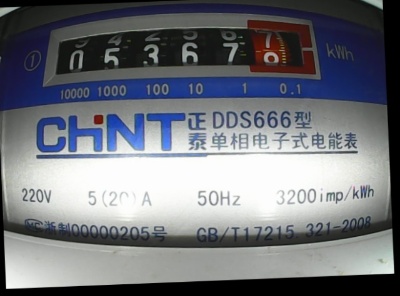 ① 05367 8 kWh
10000 1000 100 10 1 0.1
CHNT 正泰 DDS666型
单相电子式电能表
220V 5(20)A 50Hz 3200imp/kWh
浙制00000205号 GB/T17215.321-2008